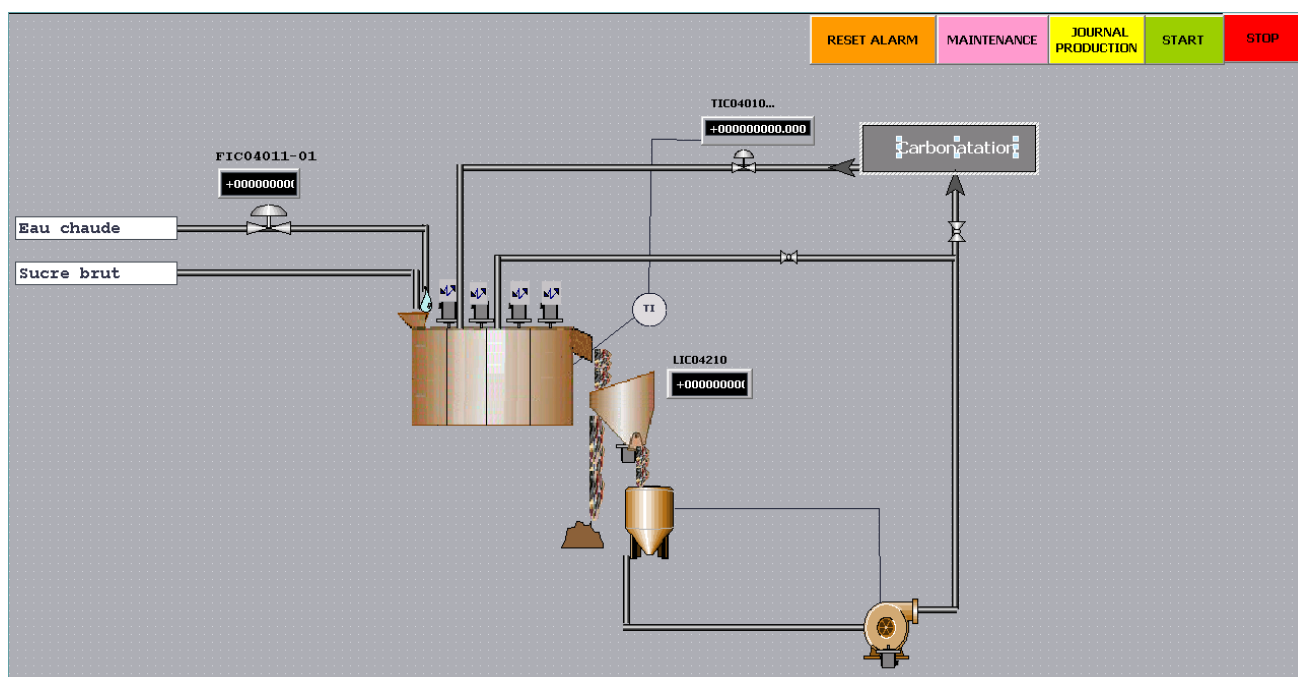 RESET ALARM
MAINTENANCE
JOURNAL
PRODUCTION
START
STOP
TIC04010...
+000000000.000
Carbonatation
FIC04011-01
+00000000(
Eau chaude
Sucre brut
TI
LIC04210
+00000000(